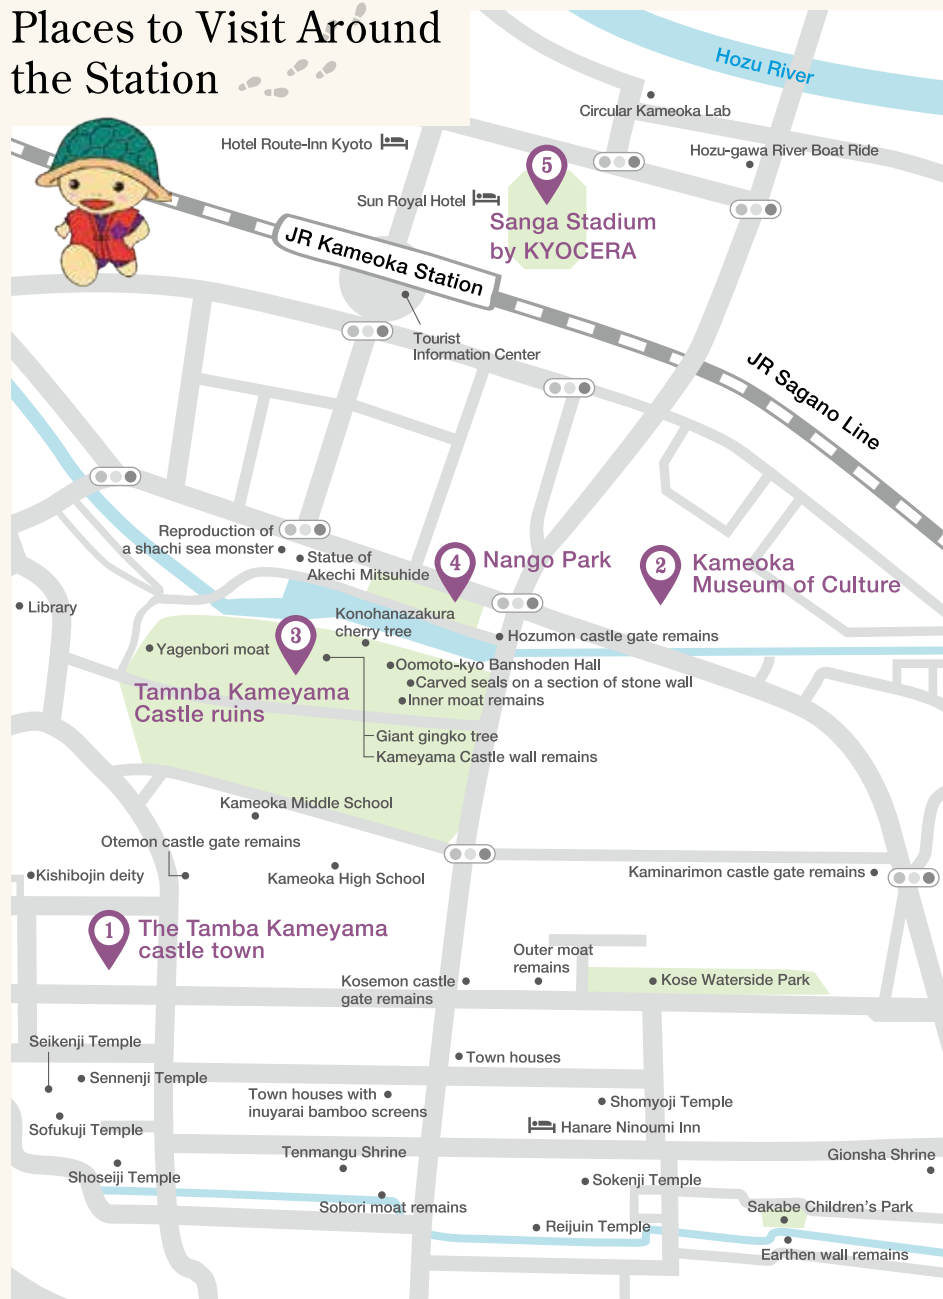 Places to Visit Around
the Station
Hozu River
Circular Kameoka Lab
Hotel Route-Inn Kyoto
Hozu-gawa River Boat Ride
5
Sun Royal Hotel
Sanga Stadium
by KYOCERA
JR Kameoka Station
Tourist
Information Center
JR Sagano Line
Reproduction of
a shachi sea monster
Statue of
Akechi Mitsuhide
4
Nango Park
2
Kameoka
Museum of Culture
Library
Konohanazakura
cherry tree
3
Hozumon castle gate remains
Yagenbori moat
Oomoto-kyo Banshoden Hall
Carved seals on a section of stone wall
Inner moat remains
Tamnba Kameyama
Castle ruins
Giant gingko tree
Kameyama Castle wall remains
Kameoka Middle School
Otemon castle gate remains
Kishibojin deity
Kameoka High School
Kaminarimon castle gate remains
1
The Tamba Kameyama
castle town
Outer moat
remains
Kosemon castle
gate remains
Kose Waterside Park
Seikenji Temple
Town houses
Sennenji Temple
Town houses with
inuyarai bamboo screens
Shomyoji Temple
Sofukuji Temple
Hanare Ninoumi Inn
Tenmangu Shrine
Gionsha Shrine
Shoseiji Temple
Sokenji Temple
Sobori moat remains
Sakabe Children's Park
Reijuin Temple
Earthen wall remains